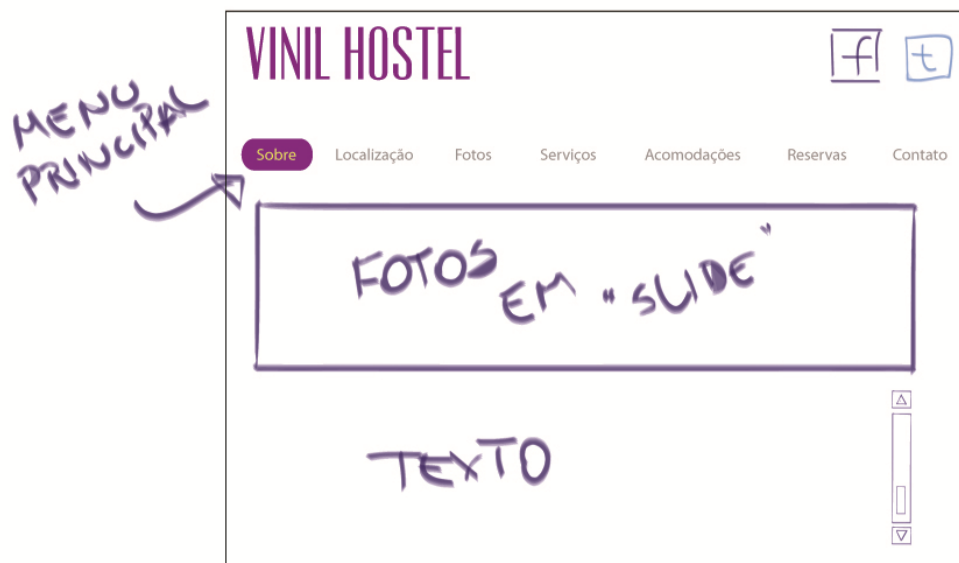 VINIL HOSTEL
f t
MENU
PRINCIPAL
Sobre Localização Fotos Serviços Acomodações Reservas Contato
FOTOS EM "SLIDE"
TEXTO